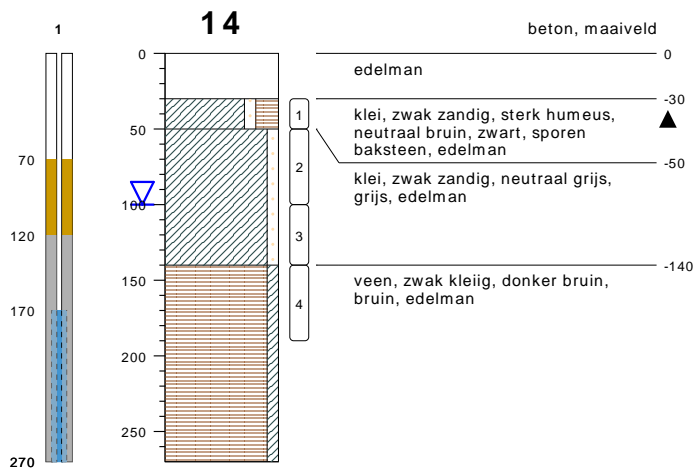 1
14
beton, maaiveld
0
0
edelman
-30
1
klei, zwak zandig, sterk humeus,
neutraal bruin, zwart, sporen
baksteen, edelman
50
-50
70
2
klei, zwak zandig, neutraal grijs,
grijs, edelman
100
120
3
-140
150
veen, zwak kleiig, donker bruin,
bruin, edelman
4
170
200
250
270